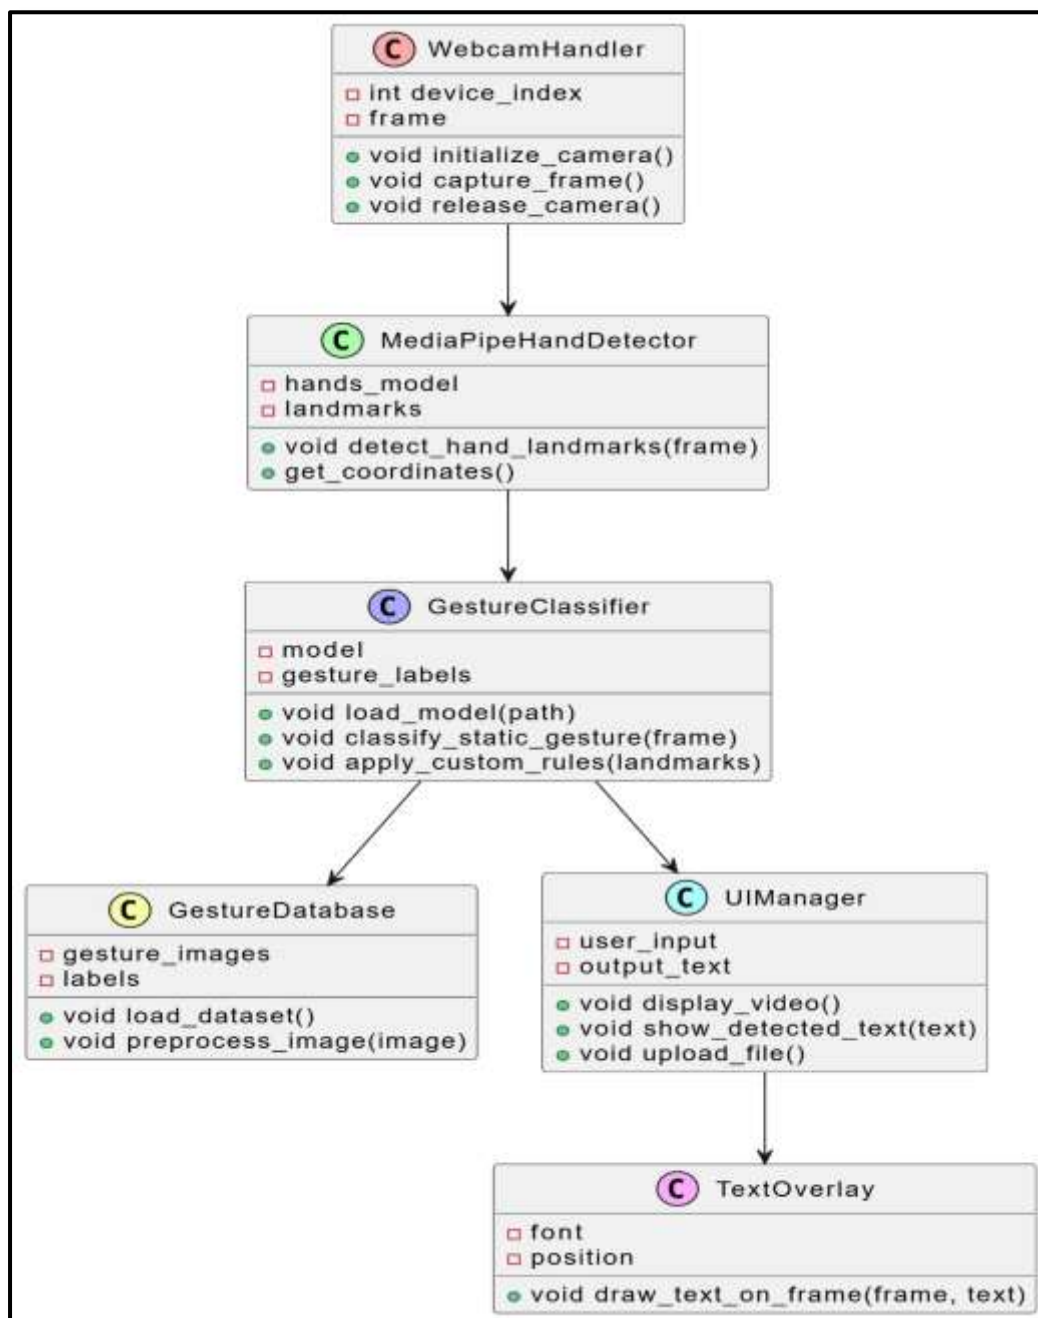 C WebcamHandler
int device_index
frame
void initialize_camera()
void capture_frame()
void release_camera()
C MediaPipeHandDetector
hands_model
landmarks
void detect_hand_landmarks(frame)
get_coordinates()
C GestureClassifier
model
gesture_labels
void load_model(path)
void classify_static_gesture(frame)
void apply_custom_rules(landmarks)
C GestureDatabase
gesture_images
labels
void load_dataset()
void preprocess_image(image)
C UIManager
user_input
output_text
void display_video()
void show_detected_text(text)
void upload_file()
C TextOverlay
font
position
void draw_text_on_frame(frame, text)